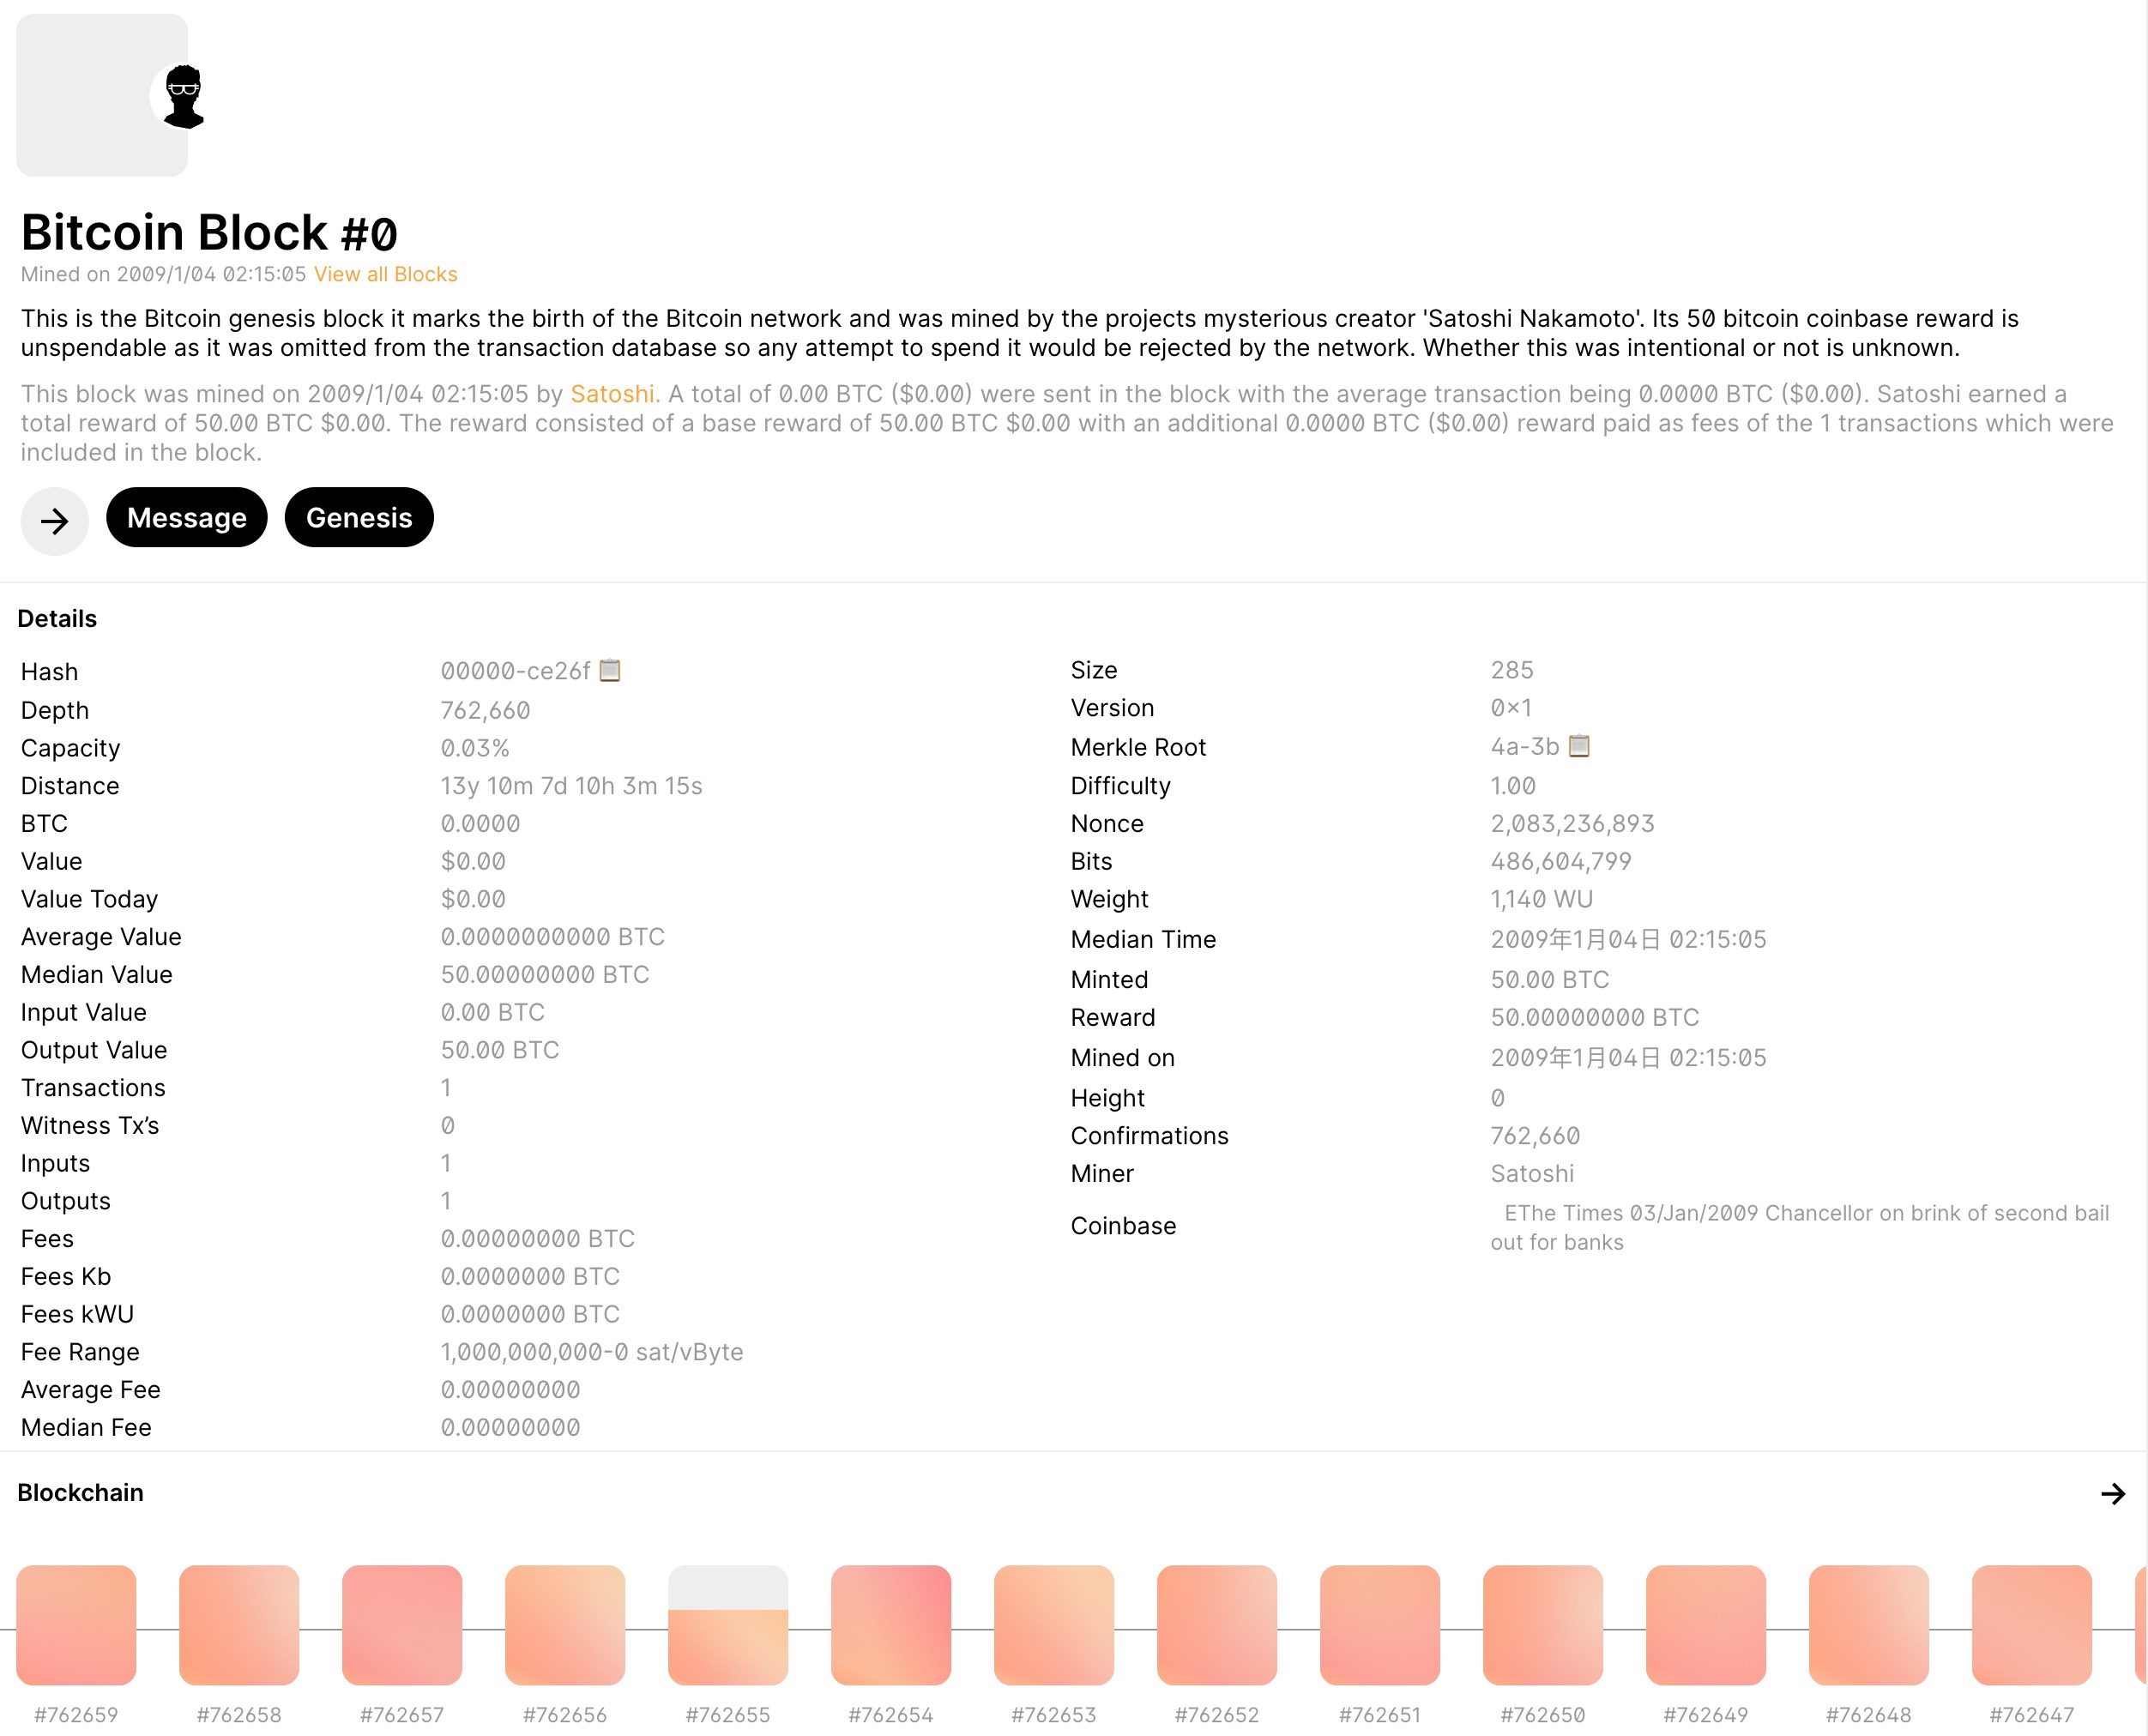 Bitcoin Block #0
Mined on 2009/1/04 02:15:05 View all Blocks
This is the Bitcoin genesis block it marks the birth of the Bitcoin network and was mined by the projects mysterious creator 'Satoshi Nakamoto'. Its 50 bitcoin coinbase reward is
unspendable as it was omitted from the transaction database so any attempt to spend it would be rejected by the network. Whether this was intentional or not is unknown.
This block was mined on 2009/1/04 02:15:05 by Satoshi. A total of 0.00 BTC ($0.00) were sent in the block with the average transaction being 0.0000 BTC ($0.00). Satoshi earned a
total reward of 50.00 BTC $0.00. The reward consisted of a base reward of 50.00 BTC $0.00 with an additional 0.0000 BTC ($0.00) reward paid as fees of the 1 transactions which were
included in the block.
Message Genesis
Details
Hash 00000-ce26f
Depth 762,660
Capacity 0.03%
Distance 13y 10m 7d 10h 3m 15s
BTC 0.0000
Value $0.00
Value Today $0.00
Average Value 0.0000000000 BTC
Median Value 50.00000000 BTC
Input Value 0.00 BTC
Output Value 50.00 BTC
Transactions 1
Witness Tx’s 0
Inputs 1
Outputs 1
Fees 0.00000000 BTC
Fees Kb 0.0000000 BTC
Fees kWU 0.0000000 BTC
Fee Range 1,000,000,000-0 sat/vByte
Average Fee 0.00000000
Median Fee 0.00000000
Size 285
Version 0×1
Merkle Root 4a-3b
Difficulty 1.00
Nonce 2,083,236,893
Bits 486,604,799
Weight 1,140 WU
Median Time 2009年1月04日 02:15:05
Minted 50.00 BTC
Reward 50.00000000 BTC
Mined on 2009年1月04日 02:15:05
Height 0
Confirmations 762,660
Miner Satoshi
Coinbase EThe Times 03/Jan/2009 Chancellor on brink of second bail
out for banks
Blockchain
#762659 #762658 #762657 #762656 #762655 #762654 #762653 #762652 #762651 #762650 #762649 #762648 #762647